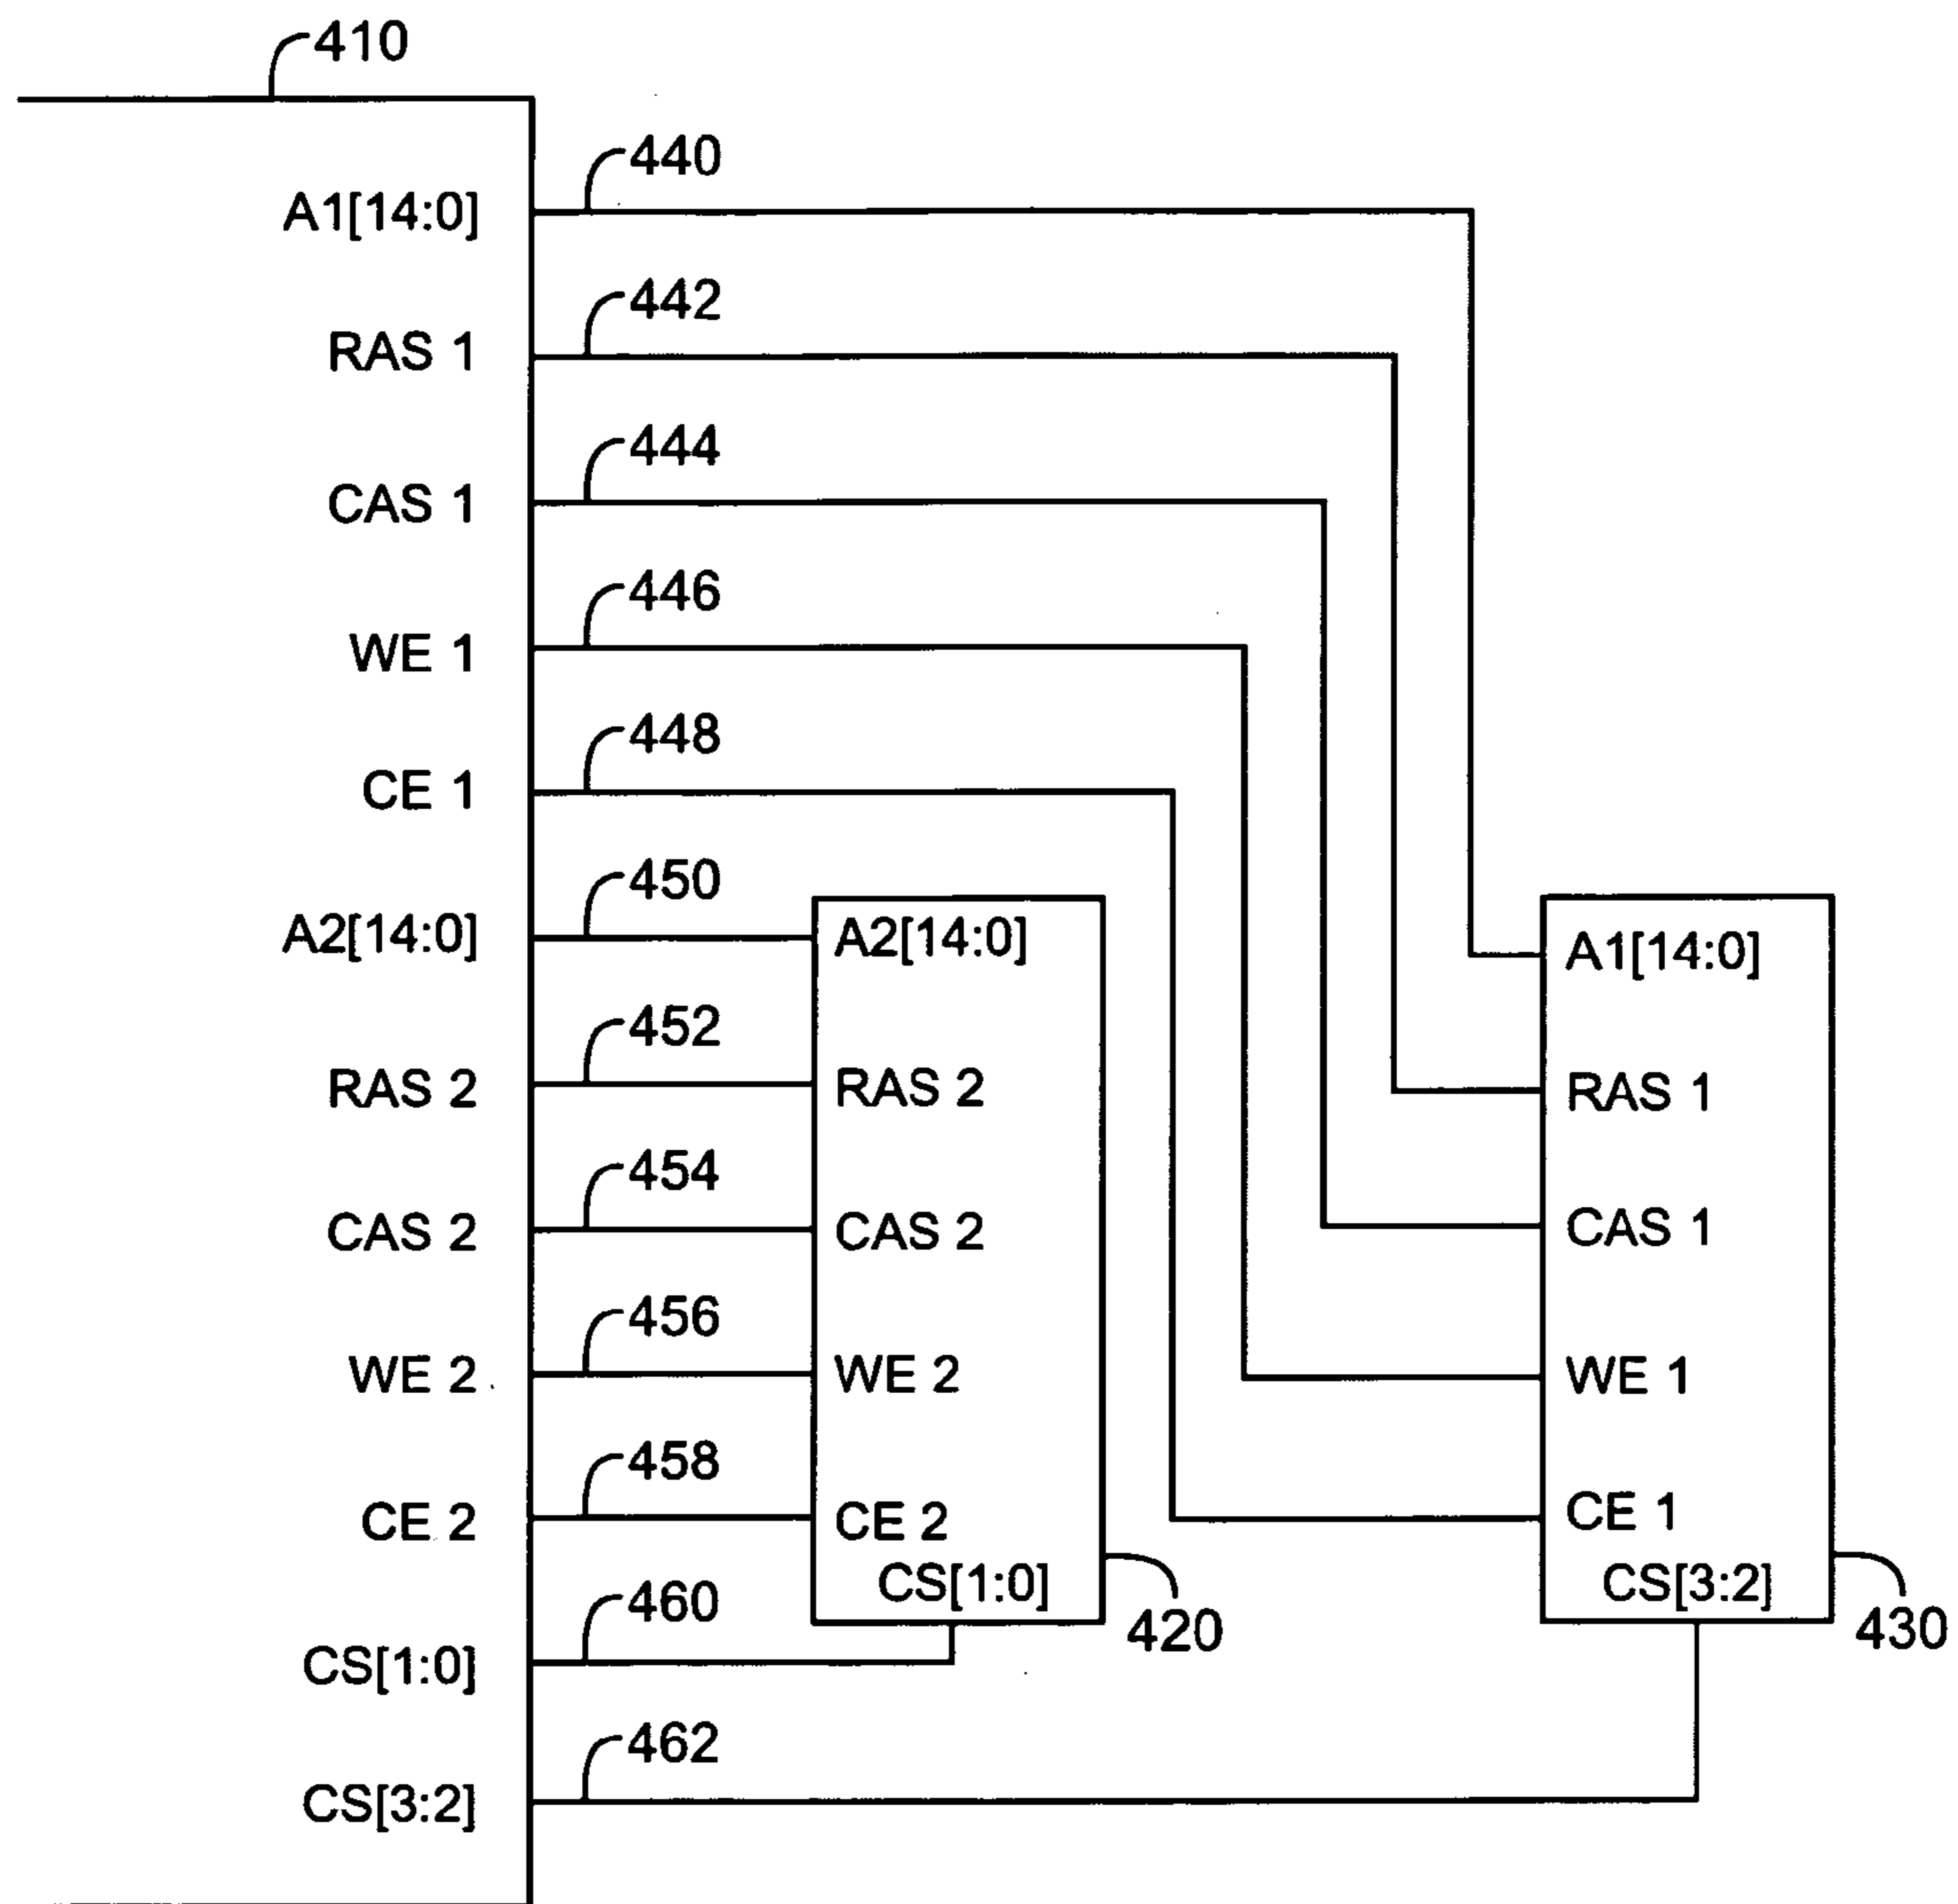 410
440
A1[14:0]
442
RAS 1
444
CAS 1
446
WE 1
448
CE 1
450
A2[14:0]
A2[14:0]
A1[14:0]
452
RAS 2
RAS 2
RAS 1
454
CAS 2
CAS 2
CAS 1
456
WE 2
WE 2
WE 1
458
CE 2
CE 2
CE 1
CS[1:0]
CS[3:2]
460
420
430
CS[1:0]
462
CS[3:2]